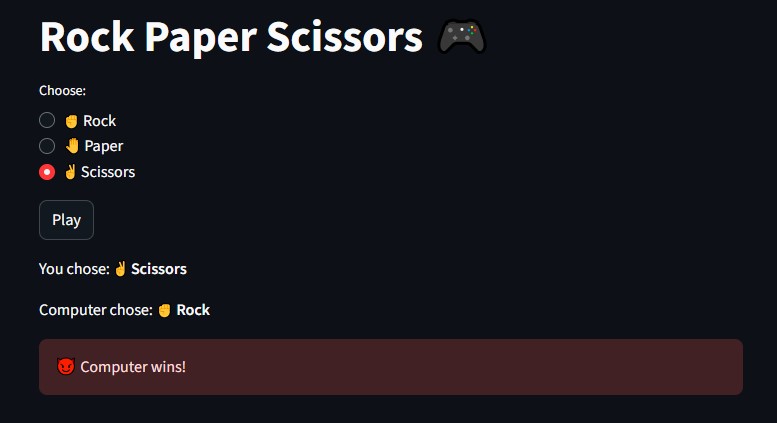 Rock Paper Scissors 🎮
Choose:
✊ Rock
🤚 Paper
✌ Scissors
Play
You chose: ✌ Scissors
Computer chose: ✊ Rock
😈 Computer wins!